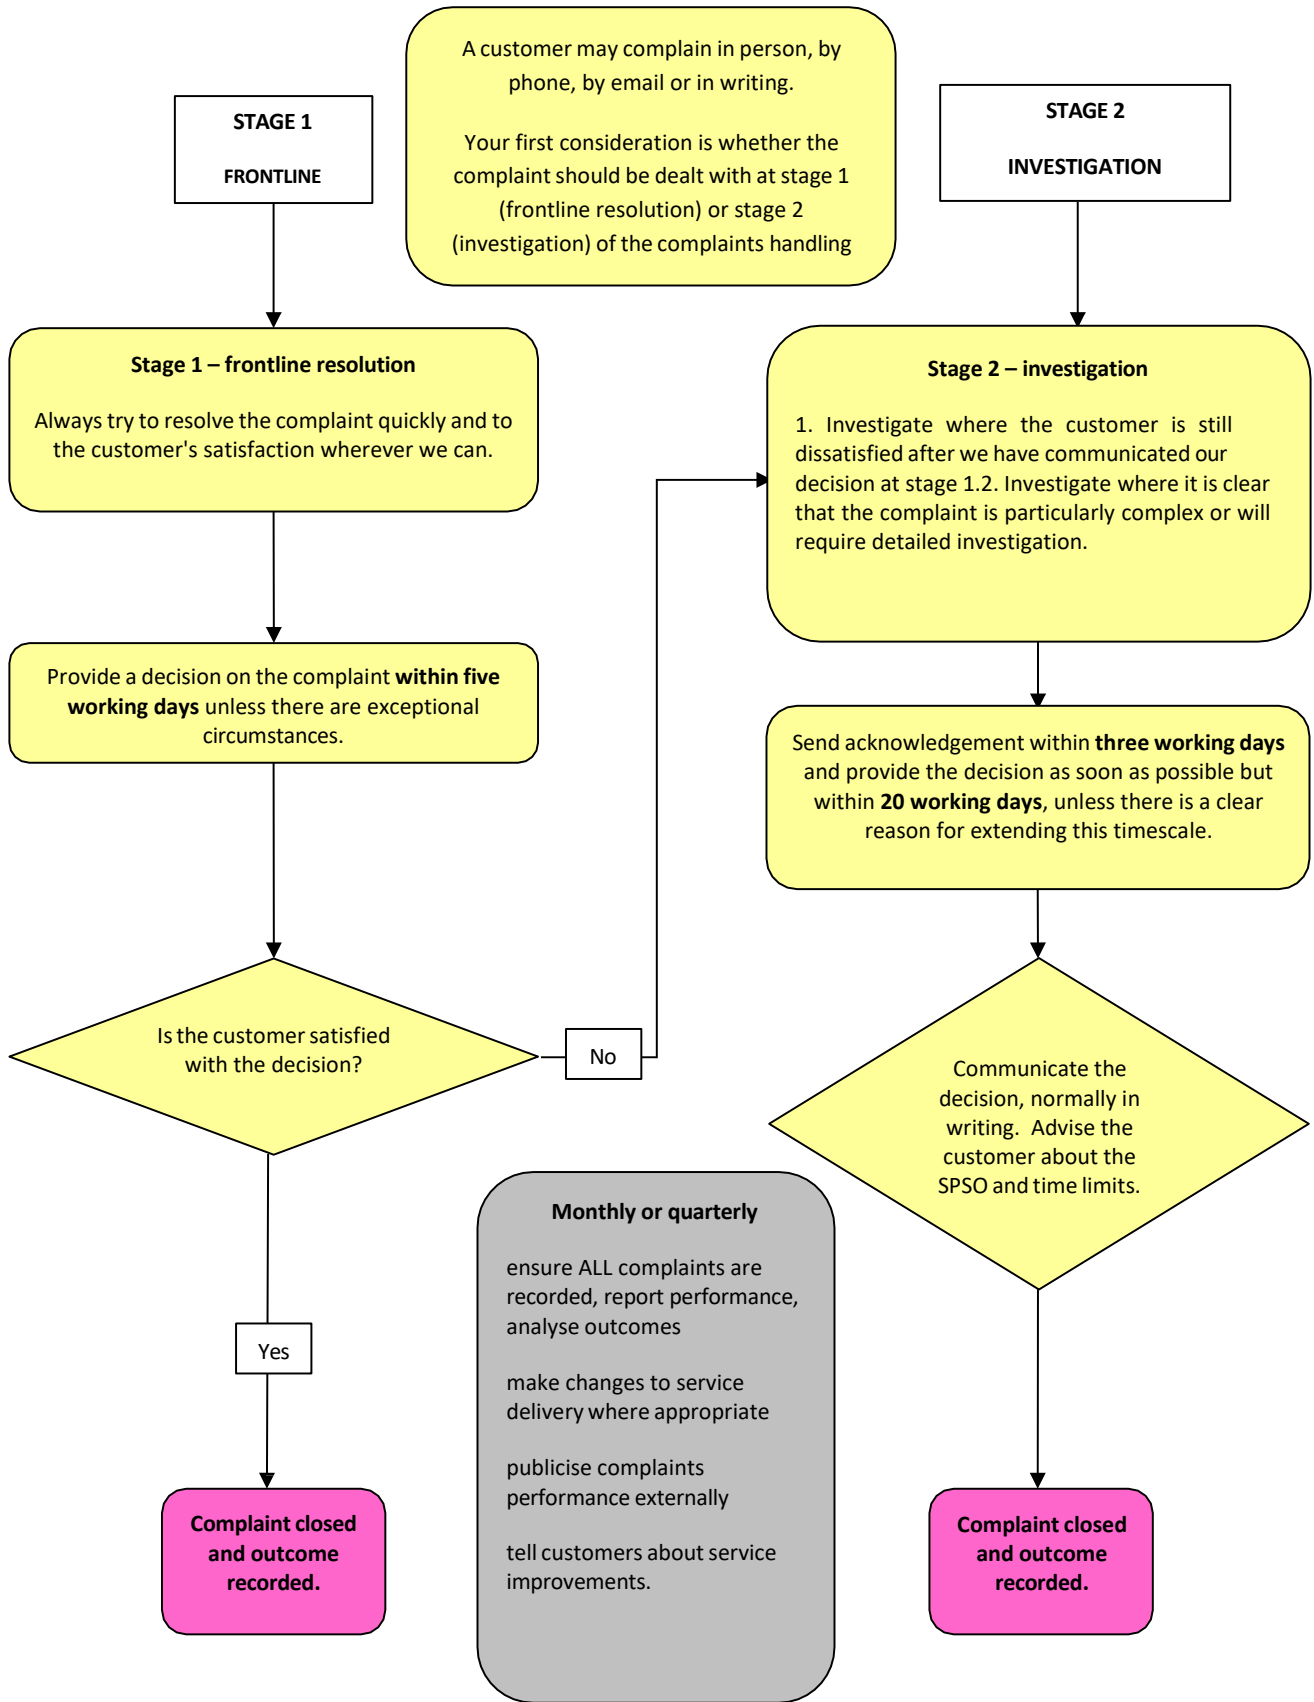 A customer may complain in person, by
phone, by email or in writing.
Your first consideration is whether the
complaint should be dealt with at stage 1
(frontline resolution) or stage 2
(investigation) of the complaints handling
STAGE 1
FRONTLINE
STAGE 2
INVESTIGATION
Stage 1 – frontline resolution
Always try to resolve the complaint quickly and to
the customer's satisfaction wherever we can.
Provide a decision on the complaint within five
working days unless there are exceptional
circumstances.
Is the customer satisfied
with the decision?
No
Yes
Complaint closed
and outcome
recorded.
Stage 2 – investigation
1. Investigate where the customer is still
dissatisfied after we have communicated our
decision at stage 1.2. Investigate where it is clear
that the complaint is particularly complex or will
require detailed investigation.
Send acknowledgement within three working days
and provide the decision as soon as possible but
within 20 working days, unless there is a clear
reason for extending this timescale.
Communicate the
decision, normally in
writing. Advise the
customer about the
SPSO and time limits.
Complaint closed
and outcome
recorded.
Monthly or quarterly
ensure ALL complaints are
recorded, report performance,
analyse outcomes
make changes to service
delivery where appropriate
publicise complaints
performance externally
tell customers about service
improvements.